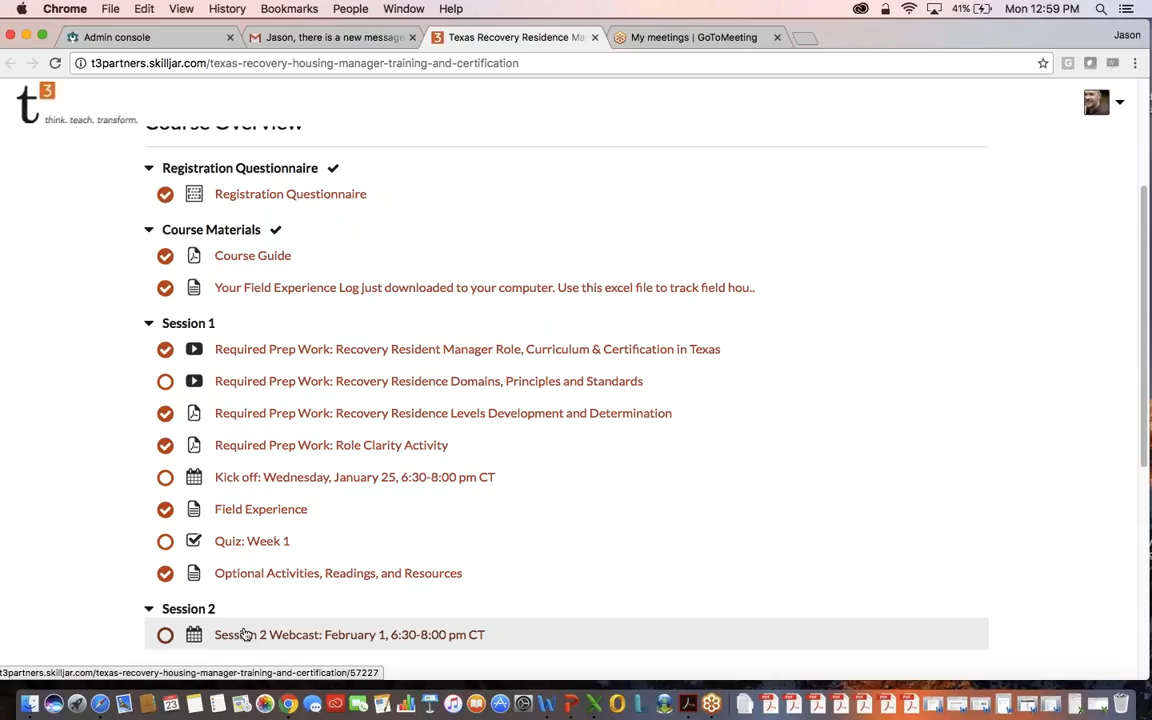 Chrome File Edit View History Bookmarks People Window Help 41% Mon 12:59 PM
Admin console Jason, there is a new message Texas Recovery Residence Ma My meetings | GoToMeeting Jason
t3partners.skilljar.com/texas-recovery-housing-manager-training-and-certification
t3
think. teach. transform.
Course Overview
Registration Questionnaire
Registration Questionnaire
Course Materials
Course Guide
Your Field Experience Log just downloaded to your computer. Use this excel file to track field hou..
Session 1
Required Prep Work: Recovery Resident Manager Role, Curriculum & Certification in Texas
Required Prep Work: Recovery Residence Domains, Principles and Standards
Required Prep Work: Recovery Residence Levels Development and Determination
Required Prep Work: Role Clarity Activity
Kick off: Wednesday, January 25, 6:30-8:00 pm CT
Field Experience
Quiz: Week 1
Optional Activities, Readings, and Resources
Session 2
Session 2 Webcast: February 1, 6:30-8:00 pm CT
t3partners.skilljar.com/texas-recovery-housing-manager-training-and-certification/57227